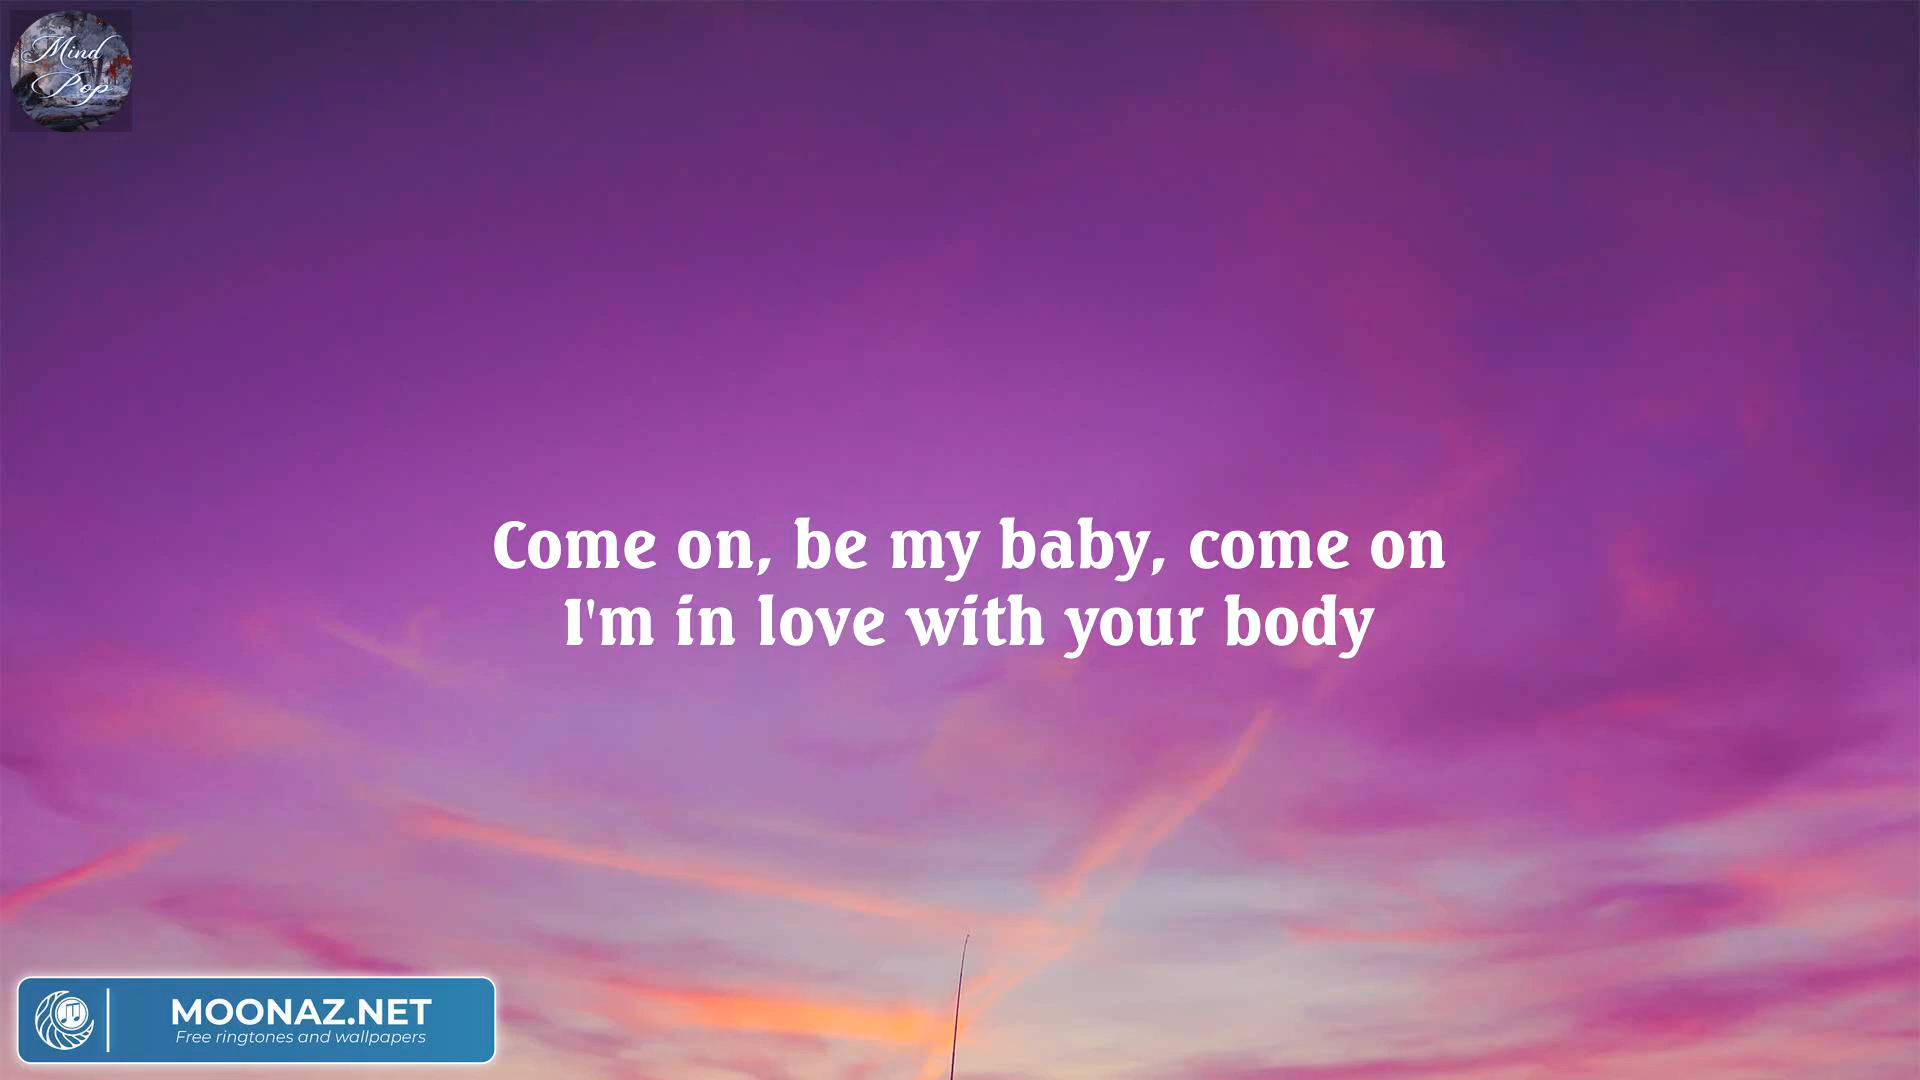 Mind
Pop
Come on, be my baby, come on
I'm in love with your body
MOONAZ.NET
Free ringtones and wallpapers